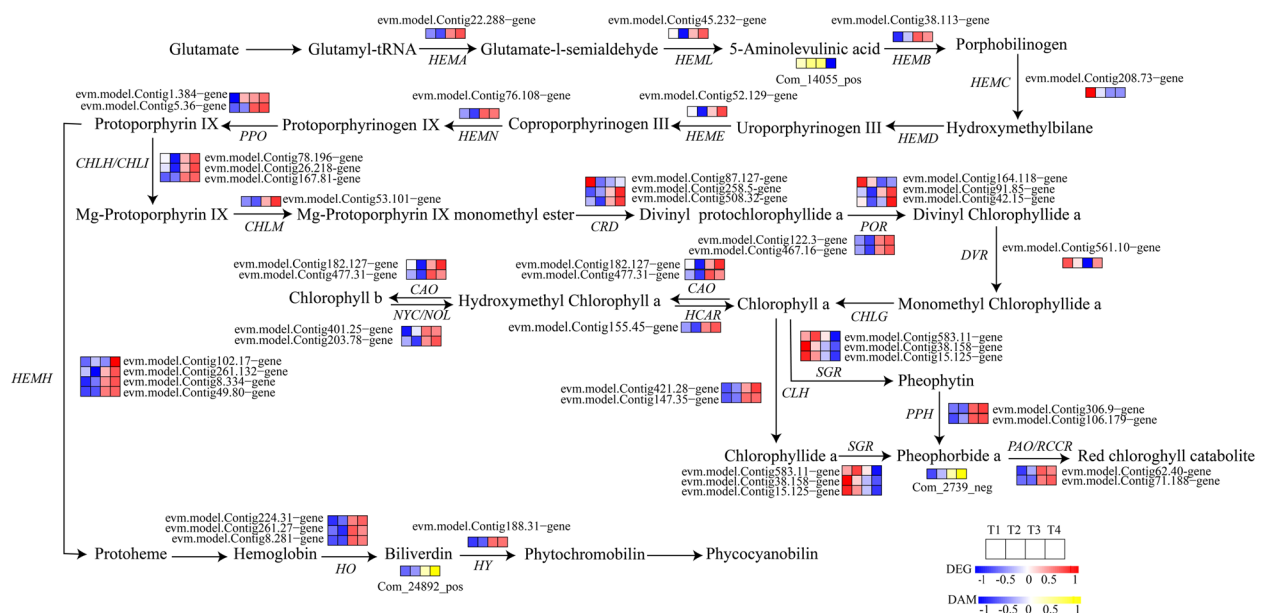 evm.model.Contig22.288−gene
evm.model.Contig45.232−gene
evm.model.Contig38.113−gene
Glutamate
Glutamyl-tRNA
HEMA
Glutamate-l-semialdehyde
HEML
5-Aminolevulinic acid
HEMB
Porphobilinogen
Com_14055_pos
HEMC
evm.model.Contig208.73−gene
evm.model.Contig1.384−gene
evm.model.Contig5.36−gene
evm.model.Contig76.108−gene
evm.model.Contig52.129−gene
Protoporphyrin IX
PPO
Protoporphyrinogen IX
HEMN
Coproporphyrinogen III
HEME
Uroporphyrinogen III
HEMD
Hydroxymethylbilane
CHLH/CHLI
evm.model.Contig78.196−gene
evm.model.Contig26.218−gene
evm.model.Contig167.81−gene
evm.model.Contig53.101−gene
evm.model.Contig87.127-gene
evm.model.Contig258.5−gene
evm.model.Contig508.32−gene
evm.model.Contig164.118−gene
evm.model.Contig91.85−gene
evm.model.Contig42.15−gene
Mg-Protoporphyrin IX
CHLM
Mg-Protoporphyrin IX monomethyl ester
CRD
Divinyl protochlorophyllide a
POR
Divinyl Chlorophyllide a
evm.model.Contig122.3−gene
evm.model.Contig467.16−gene
DVR
evm.model.Contig561.10−gene
evm.model.Contig182.127−gene
evm.model.Contig477.31−gene
CAO
evm.model.Contig182.127−gene
evm.model.Contig477.31−gene
CAO
Chlorophyll b
NYC/NOL
Hydroxymethyl Chlorophyll a
HCAR
Chlorophyll a
CHLG
Monomethyl Chlorophyllide a
evm.model.Contig401.25−gene
evm.model.Contig203.78−gene
evm.model.Contig155.45−gene
evm.model.Contig583.11−gene
evm.model.Contig38.158−gene
evm.model.Contig15.125−gene
SGR
HEMH
evm.model.Contig102.17−gene
evm.model.Contig261.132−gene
evm.model.Contig8.334−gene
evm.model.Contig49.80−gene
Pheophytin
evm.model.Contig421.28−gene
evm.model.Contig147.35−gene
CLH
PPH
evm.model.Contig306.9−gene
evm.model.Contig106.179−gene
Chlorophyllide a
SGR
Pheophorbide a
PAO/RCCR
Red chloroghyll catabolite
evm.model.Contig583.11−gene
evm.model.Contig38.158−gene
evm.model.Contig15.125−gene
Com_2739_neg
evm.model.Contig62.40−gene
evm.model.Contig71.188−gene
evm.model.Contig224.31−gene
evm.model.Contig261.27−gene
evm.model.Contig8.281−gene
evm.model.Contig188.31−gene
Protoheme
Hemoglobin
HO
Biliverdin
HY
Phytochromobilin
Phycocyanobilin
Com_24892_pos
T1 T2 T3 T4
DEG
-1 -0.5 0 0.5 1
DAM
-1 -0.5 0 0.5 1